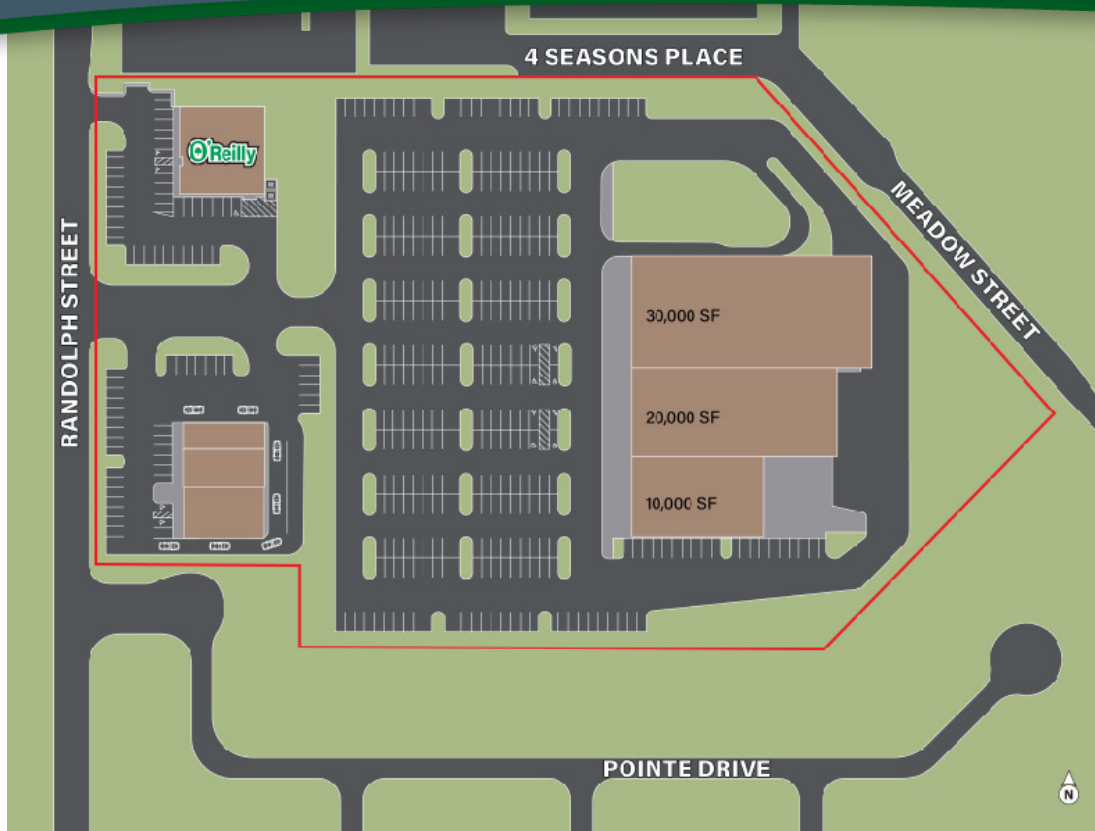 4 SEASONS PLACE
O'Reilly
RANDOLPH STREET
MEADOW STREET
30,000 SF
20,000 SF
10,000 SF
POINTE DRIVE
N